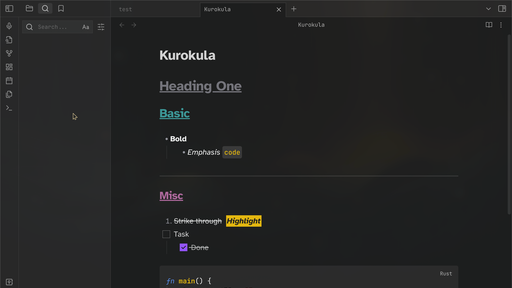 test
Kurokula
Search...
Aa
Kurokula
Kurokula
Heading One
Basic
Bold
Emphasis code
Misc
1. Strike through Highlight
Task
Done
Rust
fn main() {